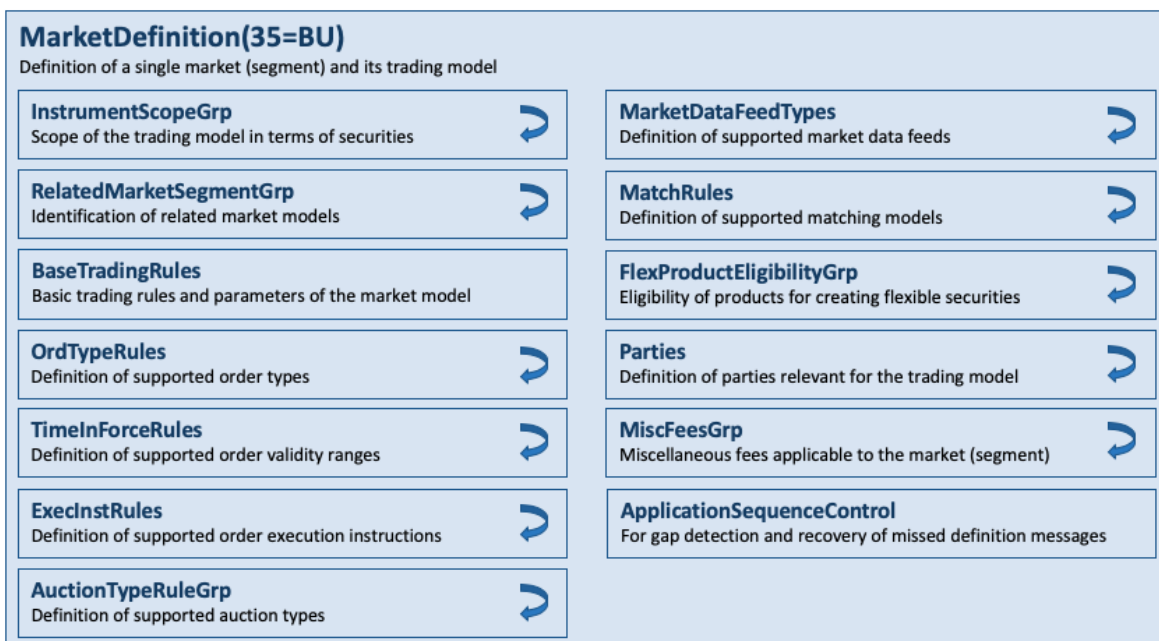 MarketDefinition(35=BU)
Definition of a single market (segment) and its trading model
InstrumentScopeGrp
Scope of the trading model in terms of securities
RelatedMarketSegmentGrp
Identification of related market models
BaseTradingRules
Basic trading rules and parameters of the market model
OrdTypeRules
Definition of supported order types
TimeInForceRules
Definition of supported order validity ranges
ExecInstRules
Definition of supported order execution instructions
AuctionTypeRuleGrp
Definition of supported auction types
MarketDataFeedTypes
Definition of supported market data feeds
MatchRules
Definition of supported matching models
FlexProductEligibilityGrp
Eligibility of products for creating flexible securities
Parties
Definition of parties relevant for the trading model
MiscFeesGrp
Miscellaneous fees applicable to the market (segment)
ApplicationSequenceControl
For gap detection and recovery of missed definition messages